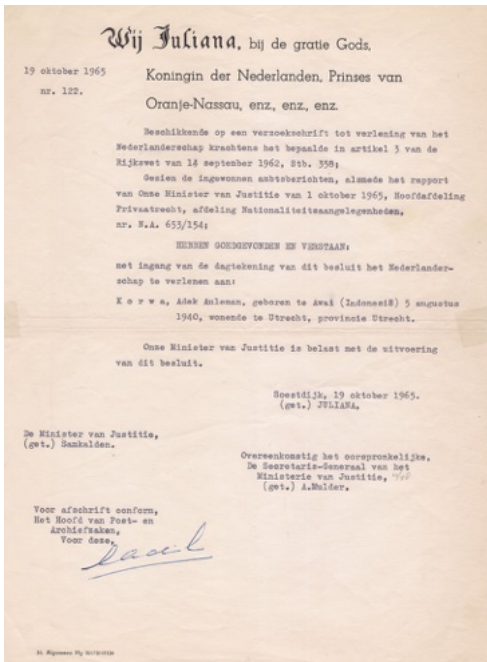 Wij Juliana, bij de gratie Gods,
19 oktober 1965
nr. 122.
Koningin der Nederlanden, Prinses van
Oranje-Nassau, enz., enz., enz.
Beschikkende op een verzoekschrift tot verlening van het
Nederlanderschap krachtens het bepaalde in artikel 3 van de
Rijkswet van 14 september 1962, Stb. 358;
Gezien de ingewonnen ambtsberichten, alsmede het rapport
van Onze Minister van Justitie van 1 oktober 1965, Hoofdafdeling
Privaatrecht, afdeling Nationaliteitsaangelegenheden,
nr. N.A. 653/154;
HEBBEN GOEDGEVONDEN EN VERSTAAN:
met ingang van de dagtekening van dit besluit het Nederlander-
schap te verlenen aan:
Korwa, Adek Auleman, geboren te Awai (Indonesië) 5 augustus
1940, wonende te Utrecht, provincie Utrecht.
Onze Minister van Justitie is belast met de uitvoering
van dit besluit.
Soestdijk, 19 oktober 1965.
(get.) JULIANA.
De Minister van Justitie,
(get.) Samkalden.
Overeenkomstig het oorspronkelijke,
De Secretaris-Generaal van het
Ministerie van Justitie,
(get.) A.Mulder.
Voor afschrift conform,
Het Hoofd van Post- en
Archiefzaken,
Voor deze,